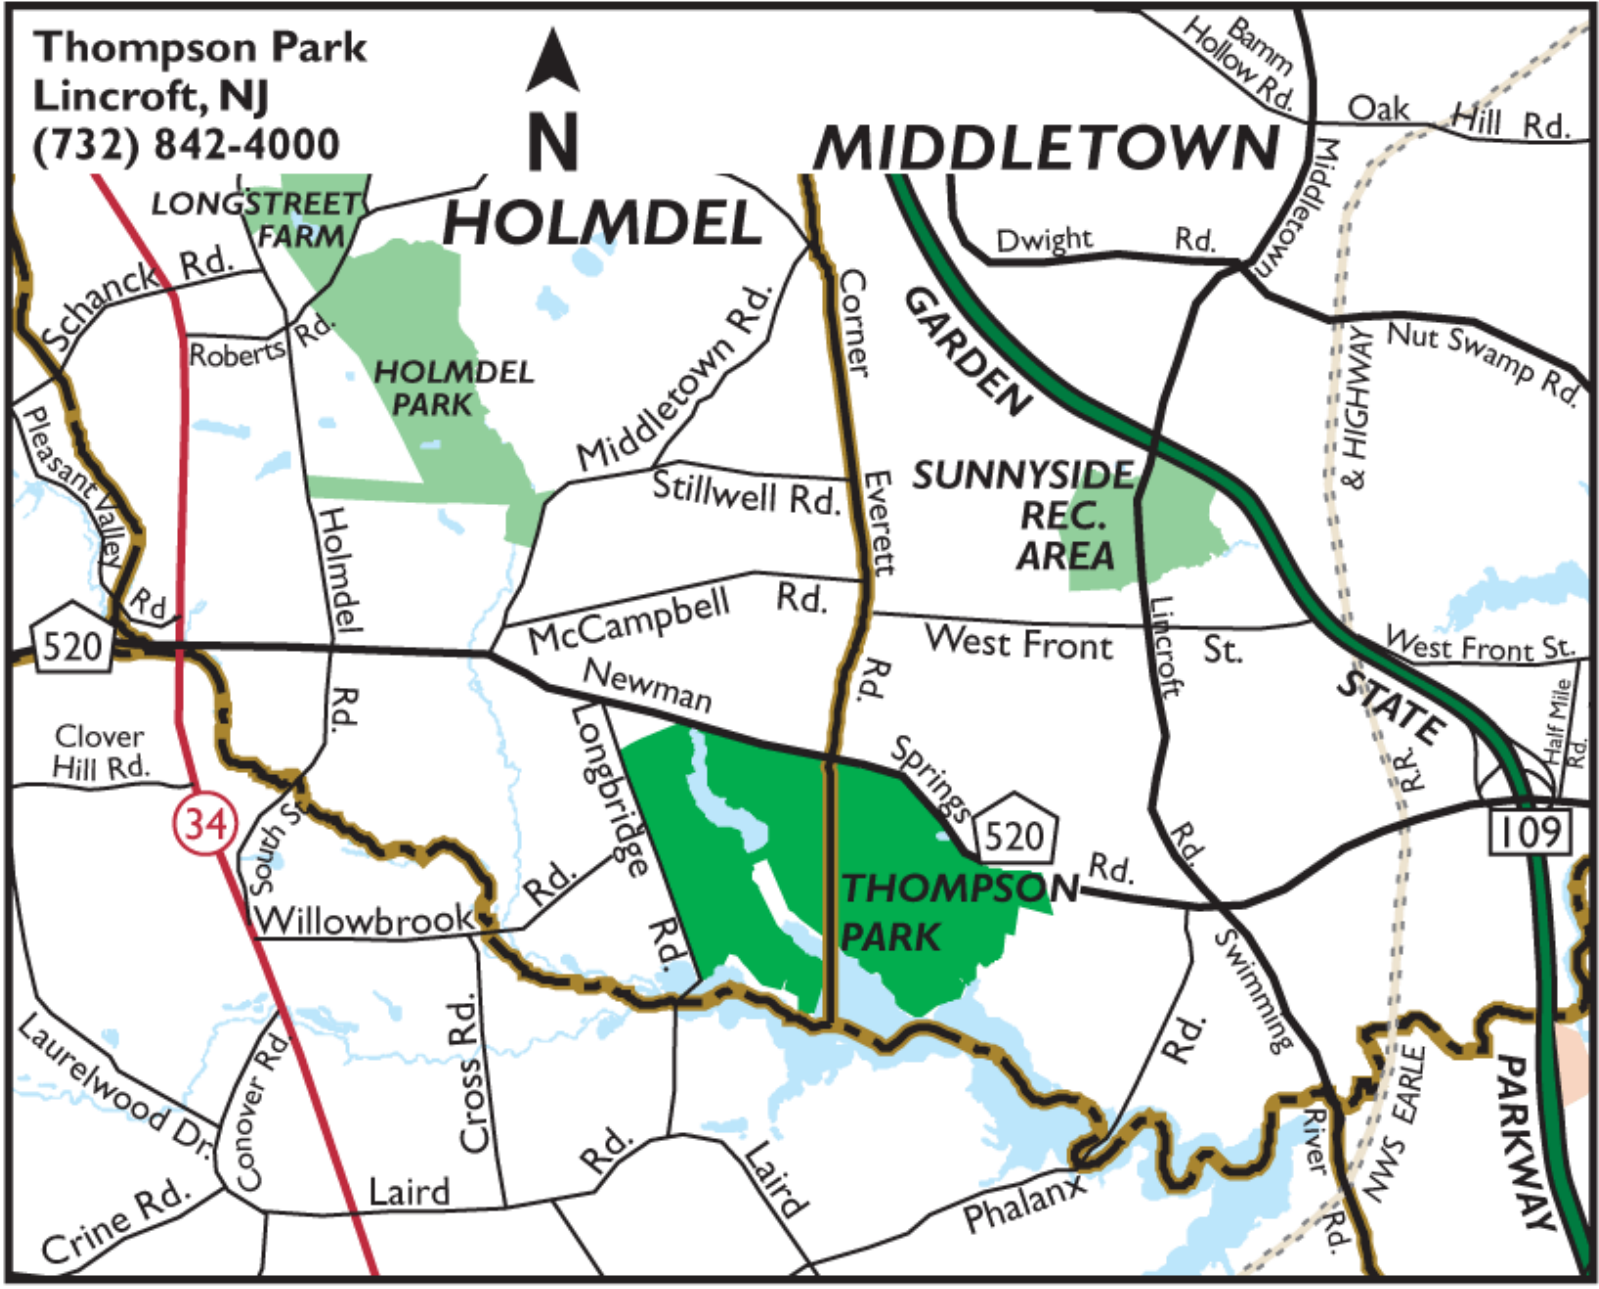 Thompson Park
Lincroft, NJ
(732) 842-4000
N
MIDDLETOWN
HOLMDEL
LONGSTREET
FARM
Bamm
Hollow Rd.
Oak Hill Rd.
Middletown
Dwight Rd.
Schanck Rd.
Roberts Rd.
HOLMDEL
PARK
Middletown Rd.
Corner
GARDEN
& HIGHWAY
Nut Swamp Rd.
Pleasant Valley
Rd
Stillwell Rd.
Everett
SUNNYSIDE
REC.
AREA
Holmdel
Rd.
520
McCampbell Rd.
West Front St.
Lincroft
West Front St.
Newman
Rd.
STATE
Half Mile
Rd.
Clover
Hill Rd.
Longbridge
Rd.
Springs
520
Rd.
R.R.
109
34
South St
Rd.
THOMPSON
PARK
Willowbrook
Rd.
Swimming
Laurelwood Dr.
Conover Rd.
Cross Rd.
Rd.
NWS EARLE
PARKWAY
River
Rd.
Crine Rd.
Laird
Rd.
Laird
Phalanx